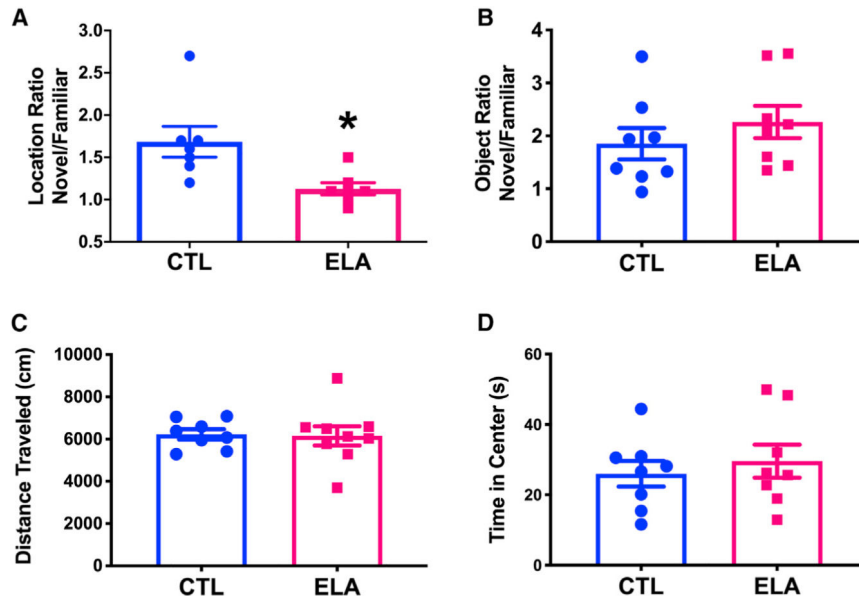 A
Location Ratio
Novel/Familiar
3.0
2.5
2.0
1.5
1.0
0.5
*
CTL
ELA
B
Object Ratio
Novel/Familiar
4
3
2
1
0
CTL
ELA
C
Distance Traveled (cm)
10000
8000
6000
4000
2000
0
CTL
ELA
D
Time in Center (s)
60
40
20
0
CTL
ELA